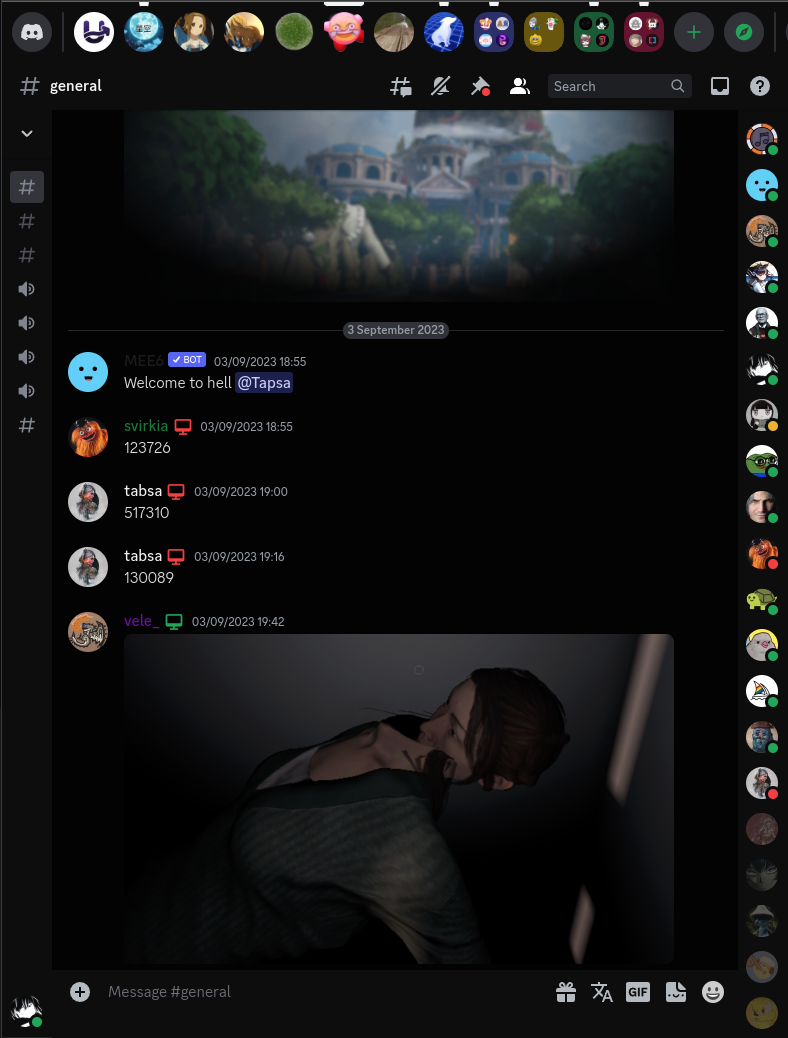 general
Search
3 September 2023
MEE6 BOT 03/09/2023 18:55
Welcome to hell @Tapsa
svirkia 03/09/2023 18:55
123726
tabsa 03/09/2023 19:00
517310
tabsa 03/09/2023 19:16
130089
vele_ 03/09/2023 19:42
Message #general
GIF